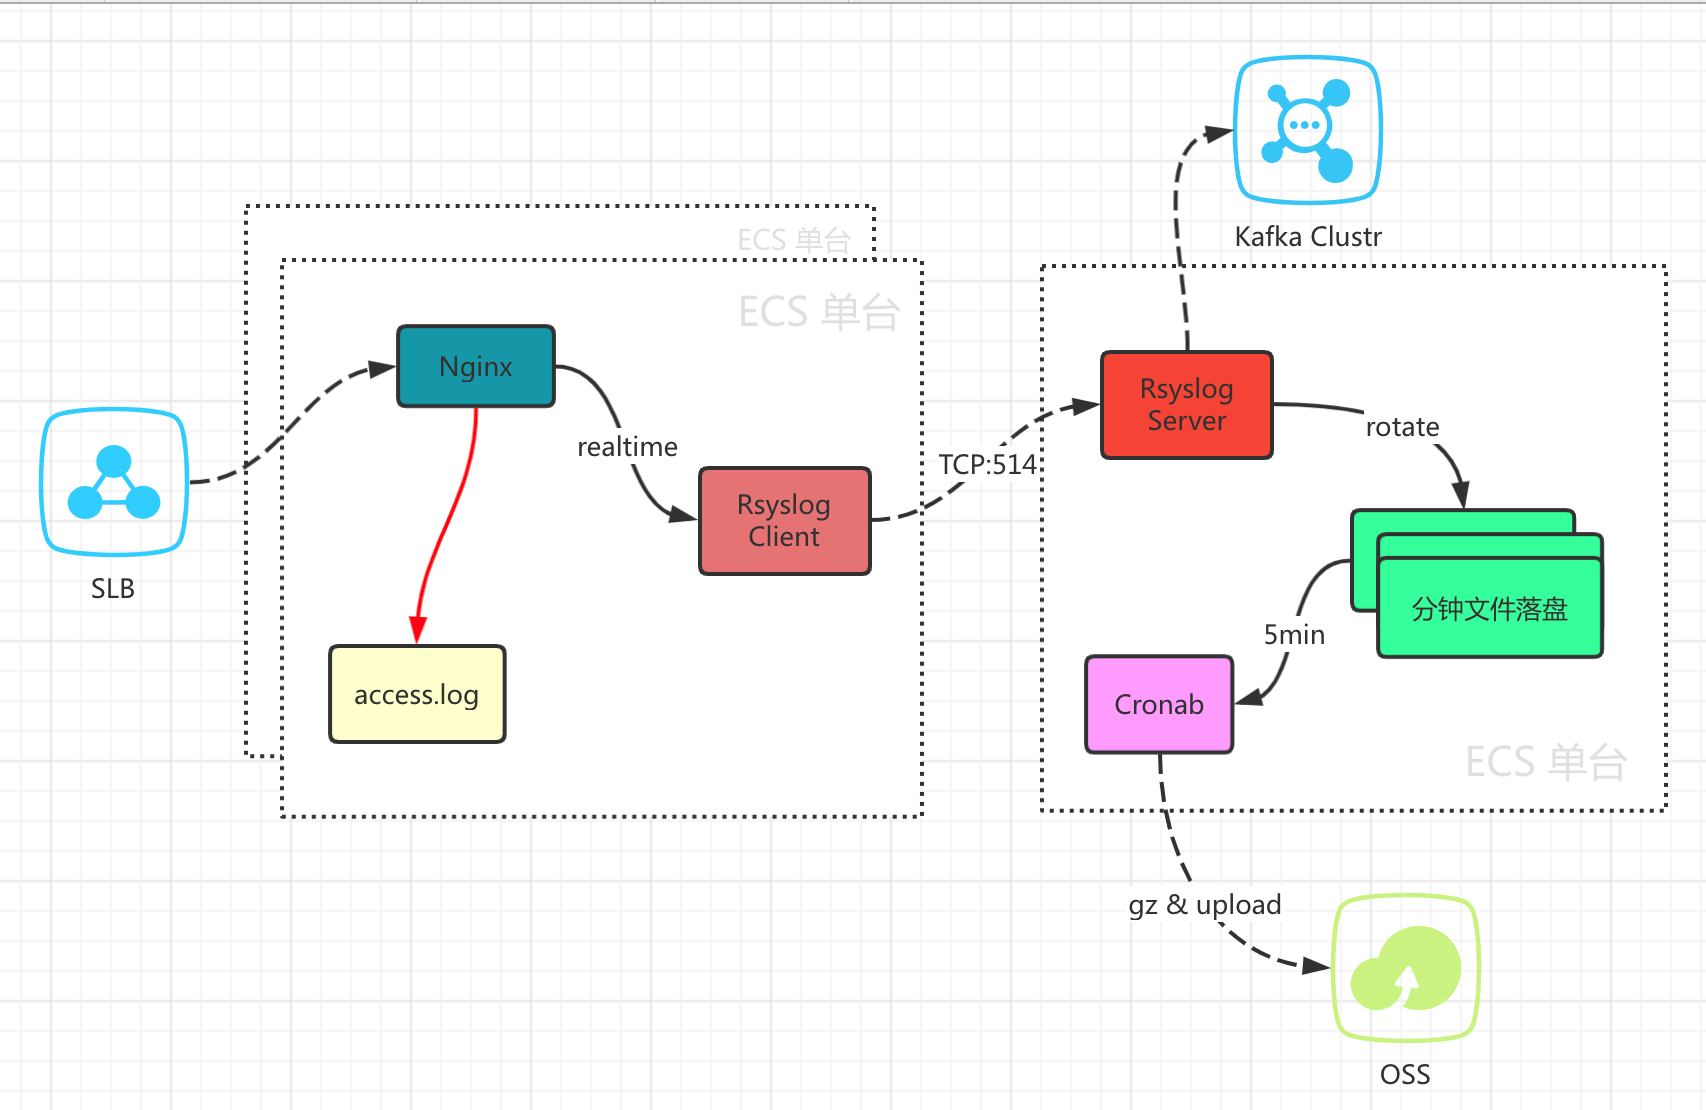 Kafka Clustr
ECS 单台
ECS 单台
Nginx
realtime
Rsyslog
Client
TCP:514
Rsyslog
Server
rotate
分钟文件落盘
5min
Cronab
ECS 单台
SLB
access.log
gz & upload
OSS